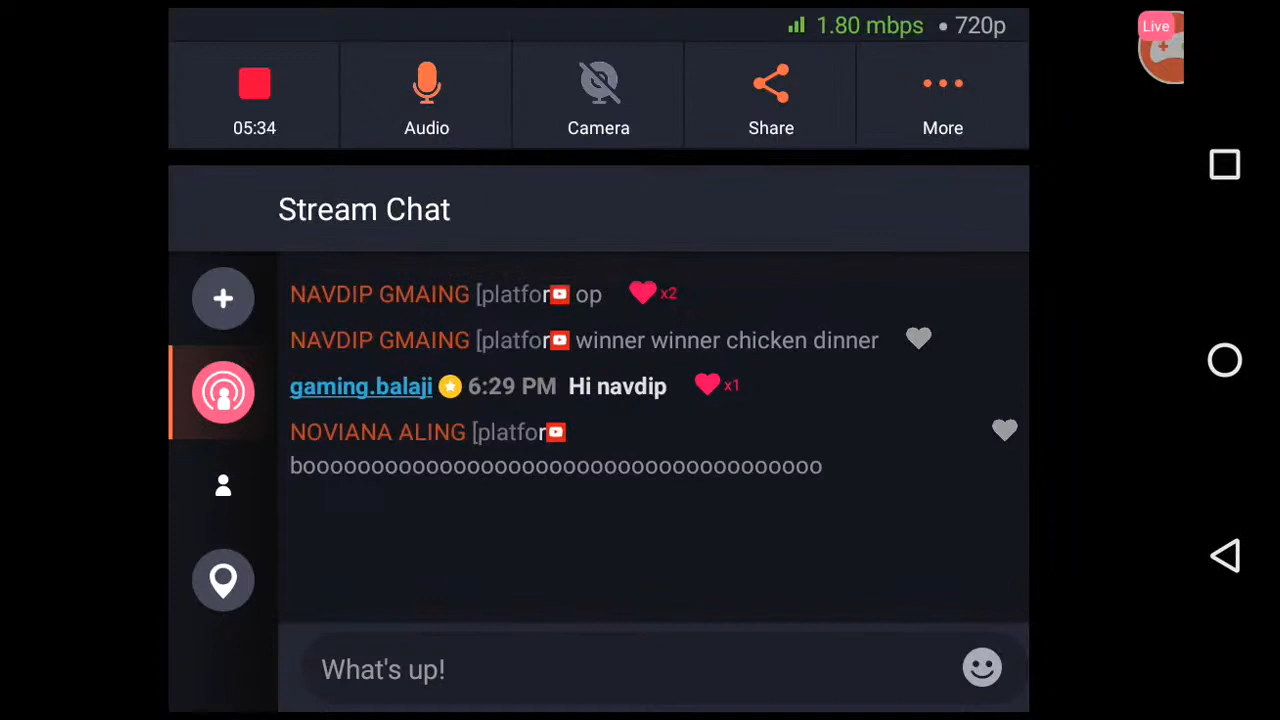 1.80 mbps • 720p
Live
05:34 Audio Camera Share More
Stream Chat
NAVDIP GMAING [platfor op x2
NAVDIP GMAING [platfor winner winner chicken dinner
gaming.balaji 6:29 PM Hi navdip x1
NOVIANA ALING [platfor
booooooooooooooooooooooooooooooooooooooo
What's up!